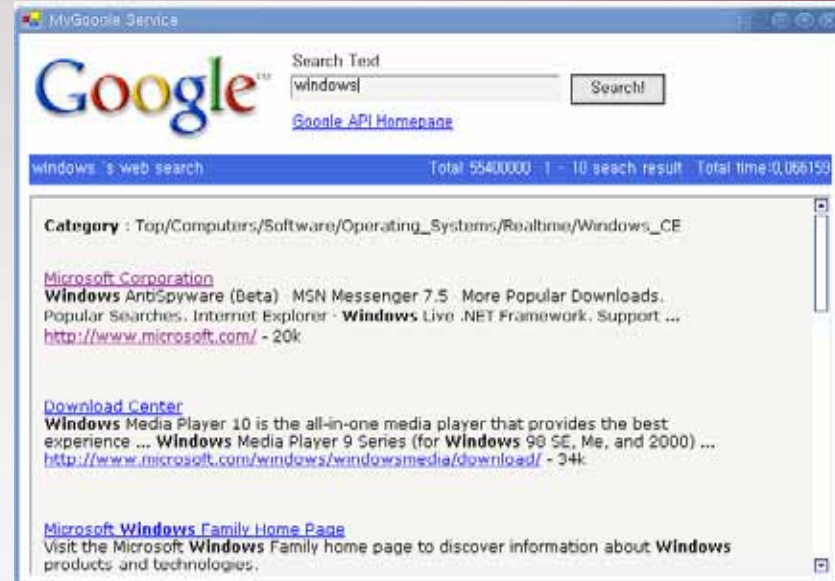 MyGoogle Service
Google™
Search Text
windows
Search!
Google API Homepage
windows 's web search Total 55400000 1 - 10 seach result Total time:0,066159
Category : Top/Computers/Software/Operating_Systems/Realtime/Windows_CE
Microsoft Corporation
Windows AntiSpyware (Beta) · MSN Messenger 7.5 · More Popular Downloads.
Popular Searches. Internet Explorer · Windows Live .NET Framework. Support ...
http://www.microsoft.com/ - 20k
Download Center
Windows Media Player 10 is the all-in-one media player that provides the best
experience ... Windows Media Player 9 Series (for Windows 98 SE, Me, and 2000) ...
http://www.microsoft.com/windows/windowsmedia/download/ - 34k
Microsoft Windows Family Home Page
Visit the Microsoft Windows Family home page to discover information about Windows
products and technologies.